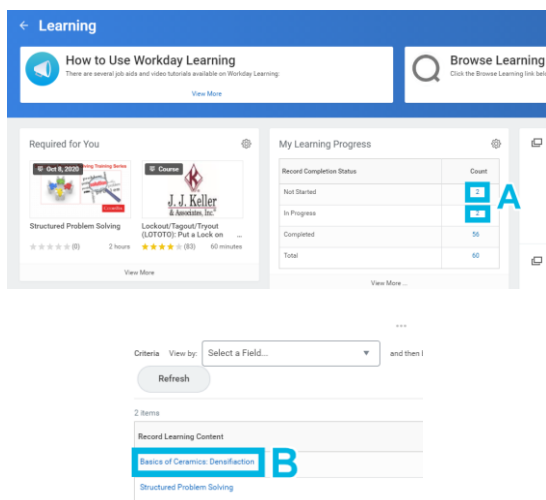 ← Learning
How to Use Workday Learning
There are several job aids and video tutorials available on Workday Learning:
View More
Browse Learning
Click the Browse Learning link bel
Required for You
Oct 8, 2020
ing Training Series
Course
J. J. Keller
& Associates, Inc.®
Structured Problem Solving
(0) 2 hours
Lockout/Tagout/Tryout
(LOTOTO): Put a Lock on ...
(83) 60 minutes
View More
My Learning Progress
Record Completion Status Count
Not Started 2
In Progress 2
A
Completed 56
Total 60
View More ...
...
Criteria View by: Select a Field... ▼ and then
Refresh
2 items
Record Learning Content
Basics of Ceramics: Densifiaction
B
Structured Problem Solving